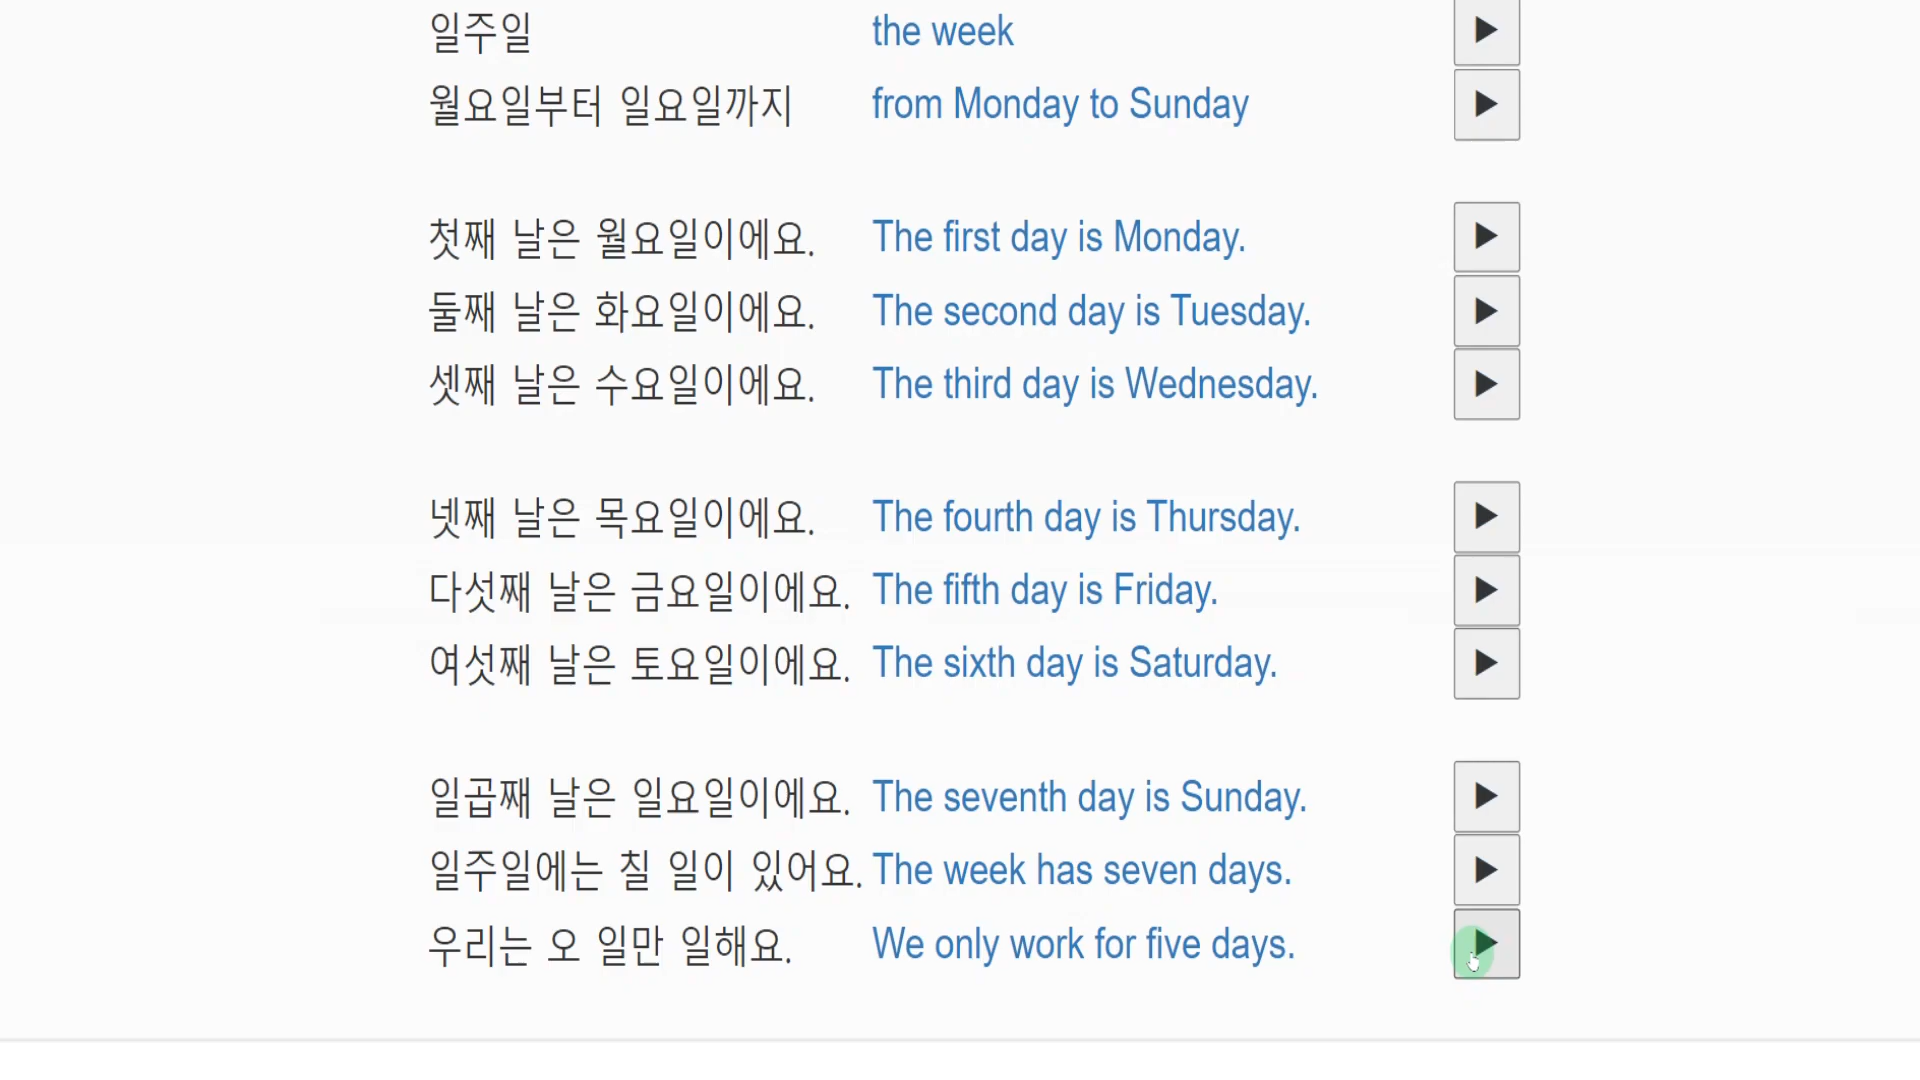 일주일 the week
월요일부터 일요일까지 from Monday to Sunday
첫째 날은 월요일이에요. The first day is Monday.
둘째 날은 화요일이에요. The second day is Tuesday.
셋째 날은 수요일이에요. The third day is Wednesday.
넷째 날은 목요일이에요. The fourth day is Thursday.
다섯째 날은 금요일이에요. The fifth day is Friday.
여섯째 날은 토요일이에요. The sixth day is Saturday.
일곱째 날은 일요일이에요. The seventh day is Sunday.
일주일에는 칠 일이 있어요. The week has seven days.
우리는 오 일만 일해요. We only work for five days.